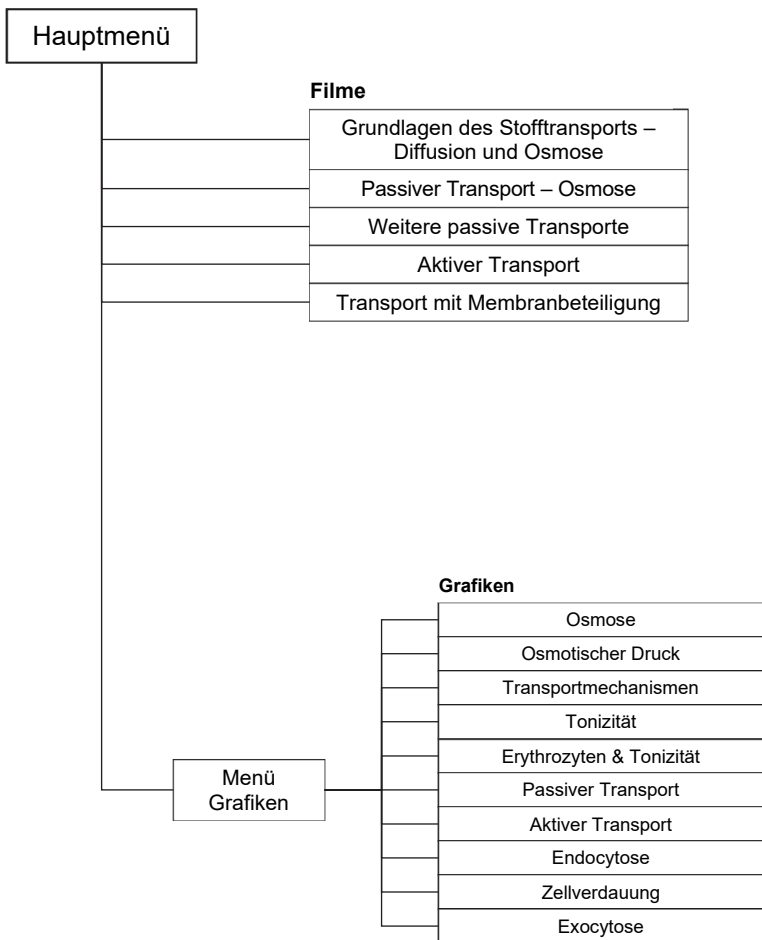 Hauptmenü
Filme
Grundlagen des Stofftransports –
Diffusion und Osmose
Passiver Transport – Osmose
Weitere passive Transporte
Aktiver Transport
Transport mit Membranbeteiligung
Grafiken
Osmose
Osmotischer Druck
Transportmechanismen
Tonizität
Erythrozyten & Tonizität
Menü
Grafiken
Passiver Transport
Aktiver Transport
Endocytose
Zellverdauung
Exocytose